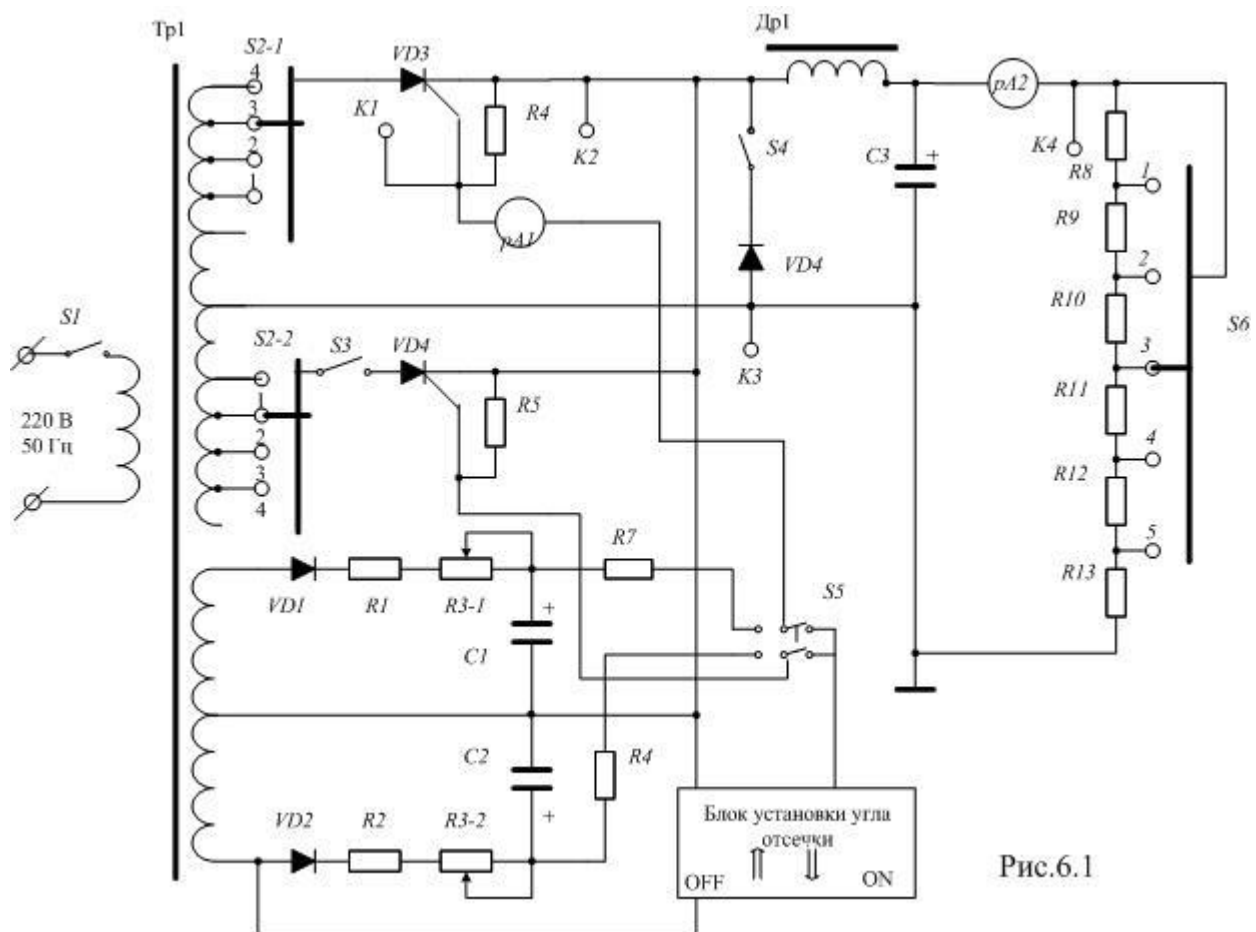 Тр1
S2-1
4
3
2
1
VD3
K1
R4
K2
Др1
S4
C3
+
pA2
K4
R8
1
R9
2
R10
3
R11
4
R12
5
R13
S6
pA1
VD4
K3
S1
220 В
50 Гц
S2-2
1
2
3
4
S3
VD4
R5
VD1
R1
R3-1
+
C1
R7
S5
C2
+
R4
VD2
R2
R3-2
Блок установки угла
отсечки
OFF
ON
Рис.6.1